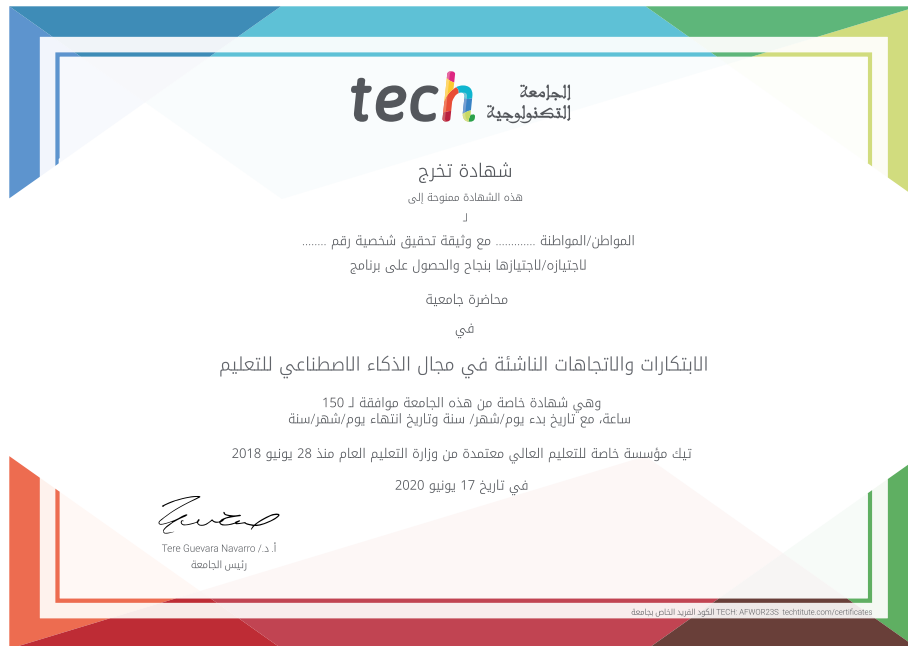 tech الجامعة
التكنولوجية
شهادة تخرج
هذه الشهادة ممنوحة إلى
لـ
المواطن/المواطنة ............ مع وثيقة تحقيق شخصية رقم ........
لاجتيازه/لاجتيازها بنجاح والحصول على برنامج
محاضرة جامعية
في
الابتكارات والاتجاهات الناشئة في مجال الذكاء الاصطناعي للتعليم
وهي شهادة خاصة من هذه الجامعة موافقة لـ 150
ساعة، مع تاريخ بدء يوم/شهر/ سنة وتاريخ انتهاء يوم/شهر/سنة
تيك مؤسسة خاصة للتعليم العالي معتمدة من وزارة التعليم العام منذ 28 يونيو 2018
في تاريخ 17 يونيو 2020
أ. د./ Tere Guevara Navarro
رئيس الجامعة
الكود الفريد الخاص بجامعة TECH: AFWOR23S techtitute.com/certificates